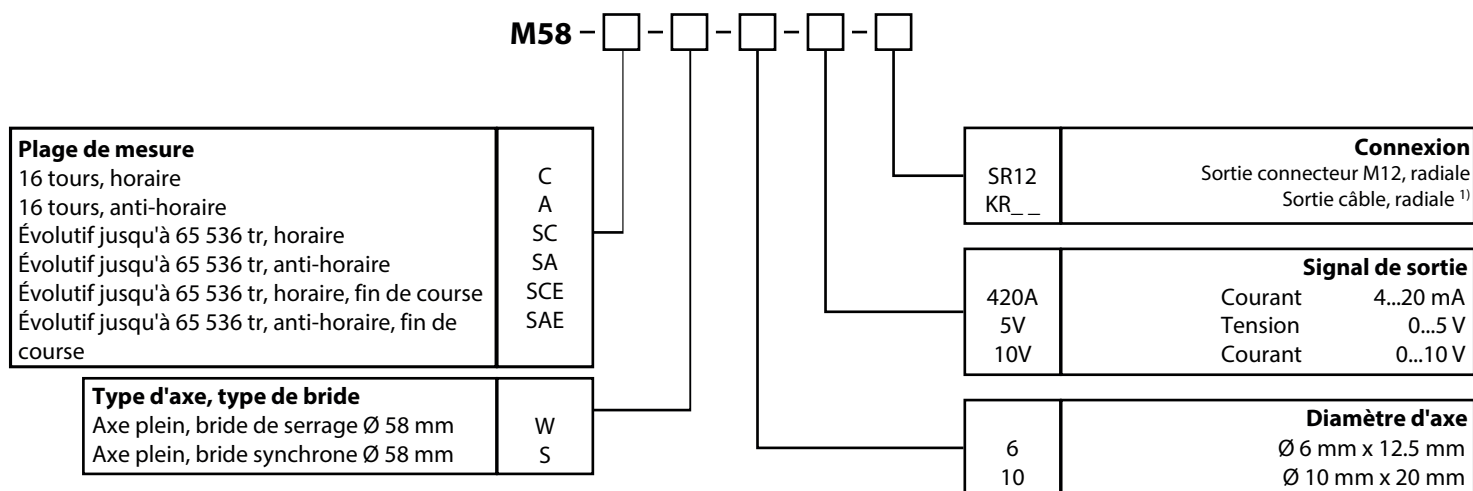 M58 – – – – –
Plage de mesure
16 tours, horaire C
16 tours, anti-horaire A
Évolutif jusqu'à 65 536 tr, horaire SC
Évolutif jusqu'à 65 536 tr, anti-horaire SA
Évolutif jusqu'à 65 536 tr, horaire, fin de course SCE
Évolutif jusqu'à 65 536 tr, anti-horaire, fin de SAE
course
Type d'axe, type de bride
Axe plein, bride de serrage Ø 58 mm W
Axe plein, bride synchrone Ø 58 mm S
Connexion
SR12 Sortie connecteur M12, radiale
KR_ _ Sortie câble, radiale 1)
Signal de sortie
420A Courant 4...20 mA
5V Tension 0...5 V
10V Courant 0...10 V
Diamètre d'axe
6 Ø 6 mm x 12.5 mm
10 Ø 10 mm x 20 mm